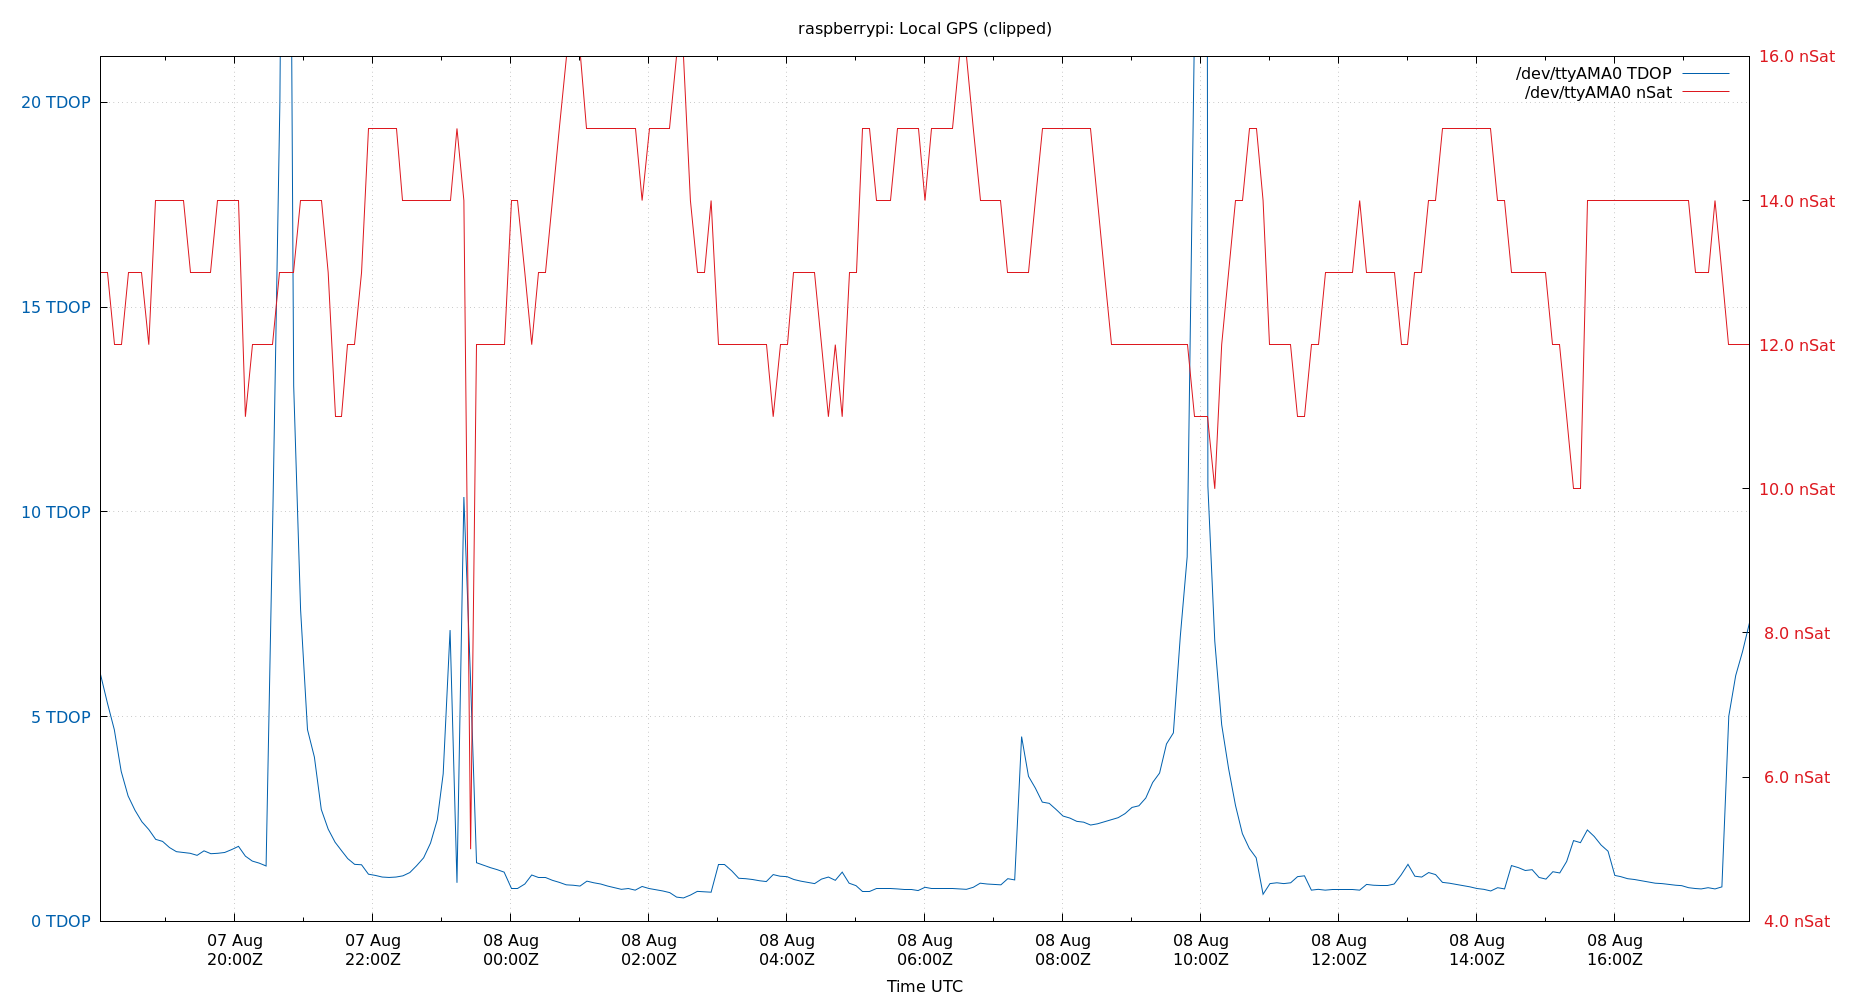 raspberrypi: Local GPS (clipped)
16.0 nSat
/dev/ttyAMA0 TDOP
/dev/ttyAMA0 nSat
20 TDOP
14.0 nSat
15 TDOP
12.0 nSat
10.0 nSat
10 TDOP
8.0 nSat
5 TDOP
6.0 nSat
0 TDOP
4.0 nSat
07 Aug
20:00Z
07 Aug
22:00Z
08 Aug
00:00Z
08 Aug
02:00Z
08 Aug
04:00Z
08 Aug
06:00Z
08 Aug
08:00Z
08 Aug
10:00Z
08 Aug
12:00Z
08 Aug
14:00Z
08 Aug
16:00Z
Time UTC